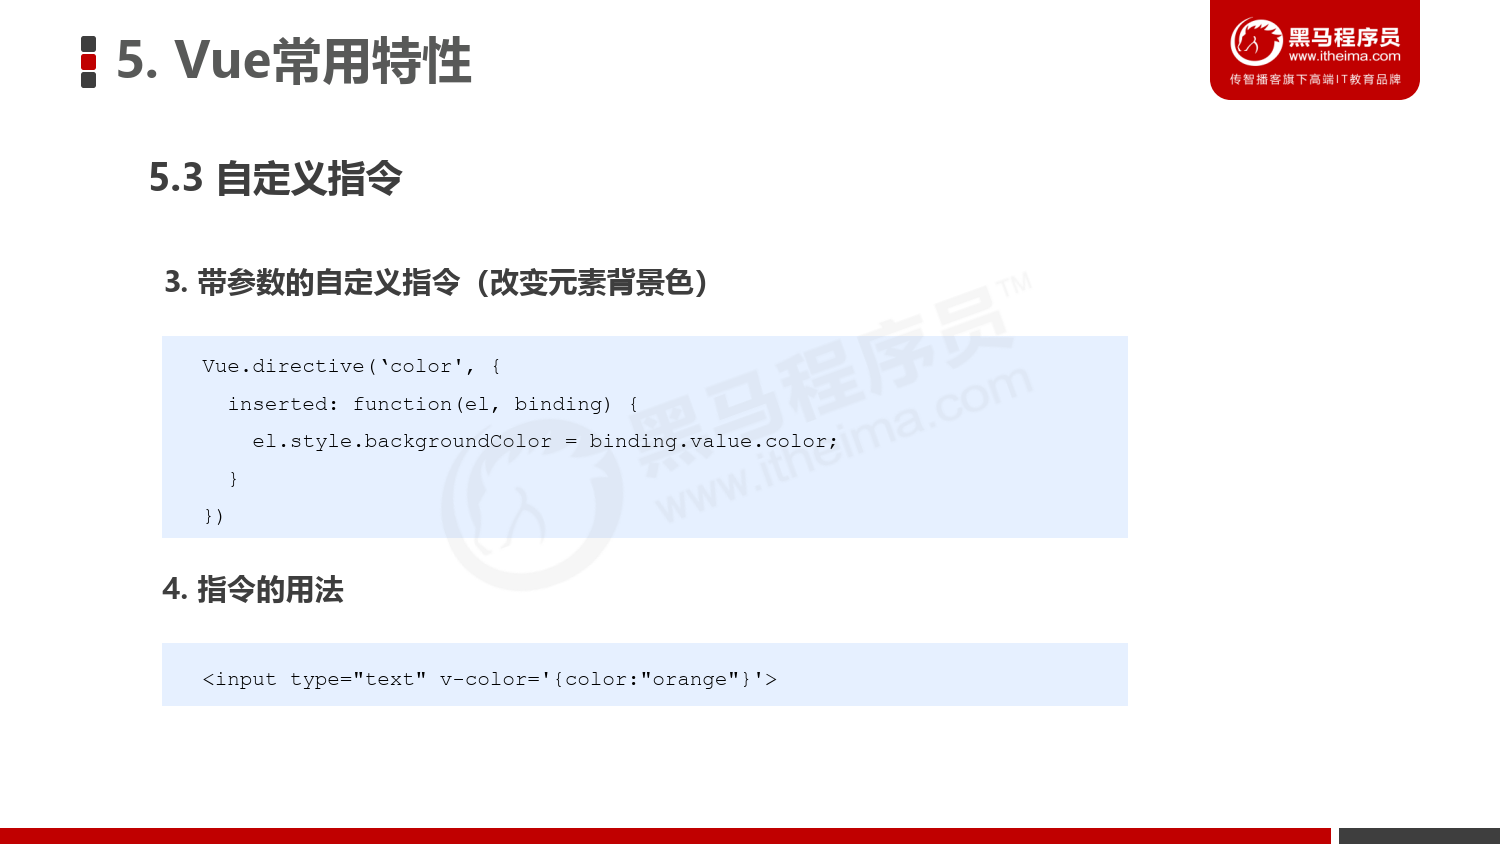 5. Vue常用特性
黑马程序员
www.itheima.com
传智播客旗下高端IT教育品牌
5.3 自定义指令
3. 带参数的自定义指令（改变元素背景色）
Vue.directive(‘color', {
  inserted: function(el, binding) {
    el.style.backgroundColor = binding.value.color;
  }
})
黑马程序员™
www.itheima.com
4. 指令的用法
<input type="text" v-color='{color:"orange"}'>